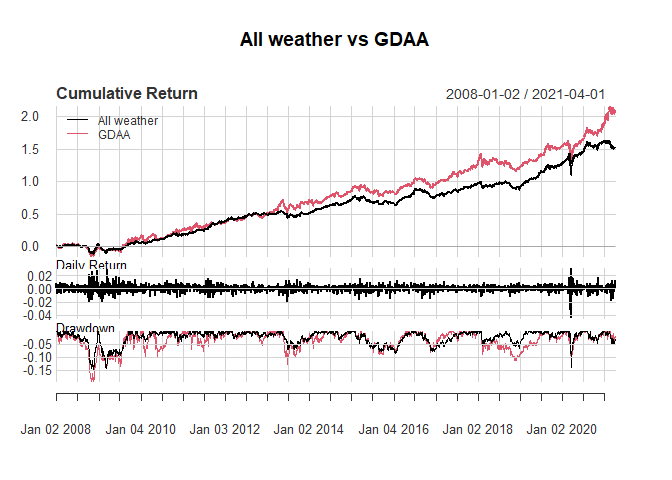 All weather vs GDAA
Cumulative Return 2008-01-02 / 2021-04-01
All weather
GDAA
2.0
1.5
1.0
0.5
0.0
Daily Return
0.02
0.00
-0.02
-0.04
Drawdown
-0.05
-0.10
-0.15
Jan 02 2008 Jan 04 2010 Jan 03 2012 Jan 02 2014 Jan 04 2016 Jan 02 2018 Jan 02 2020